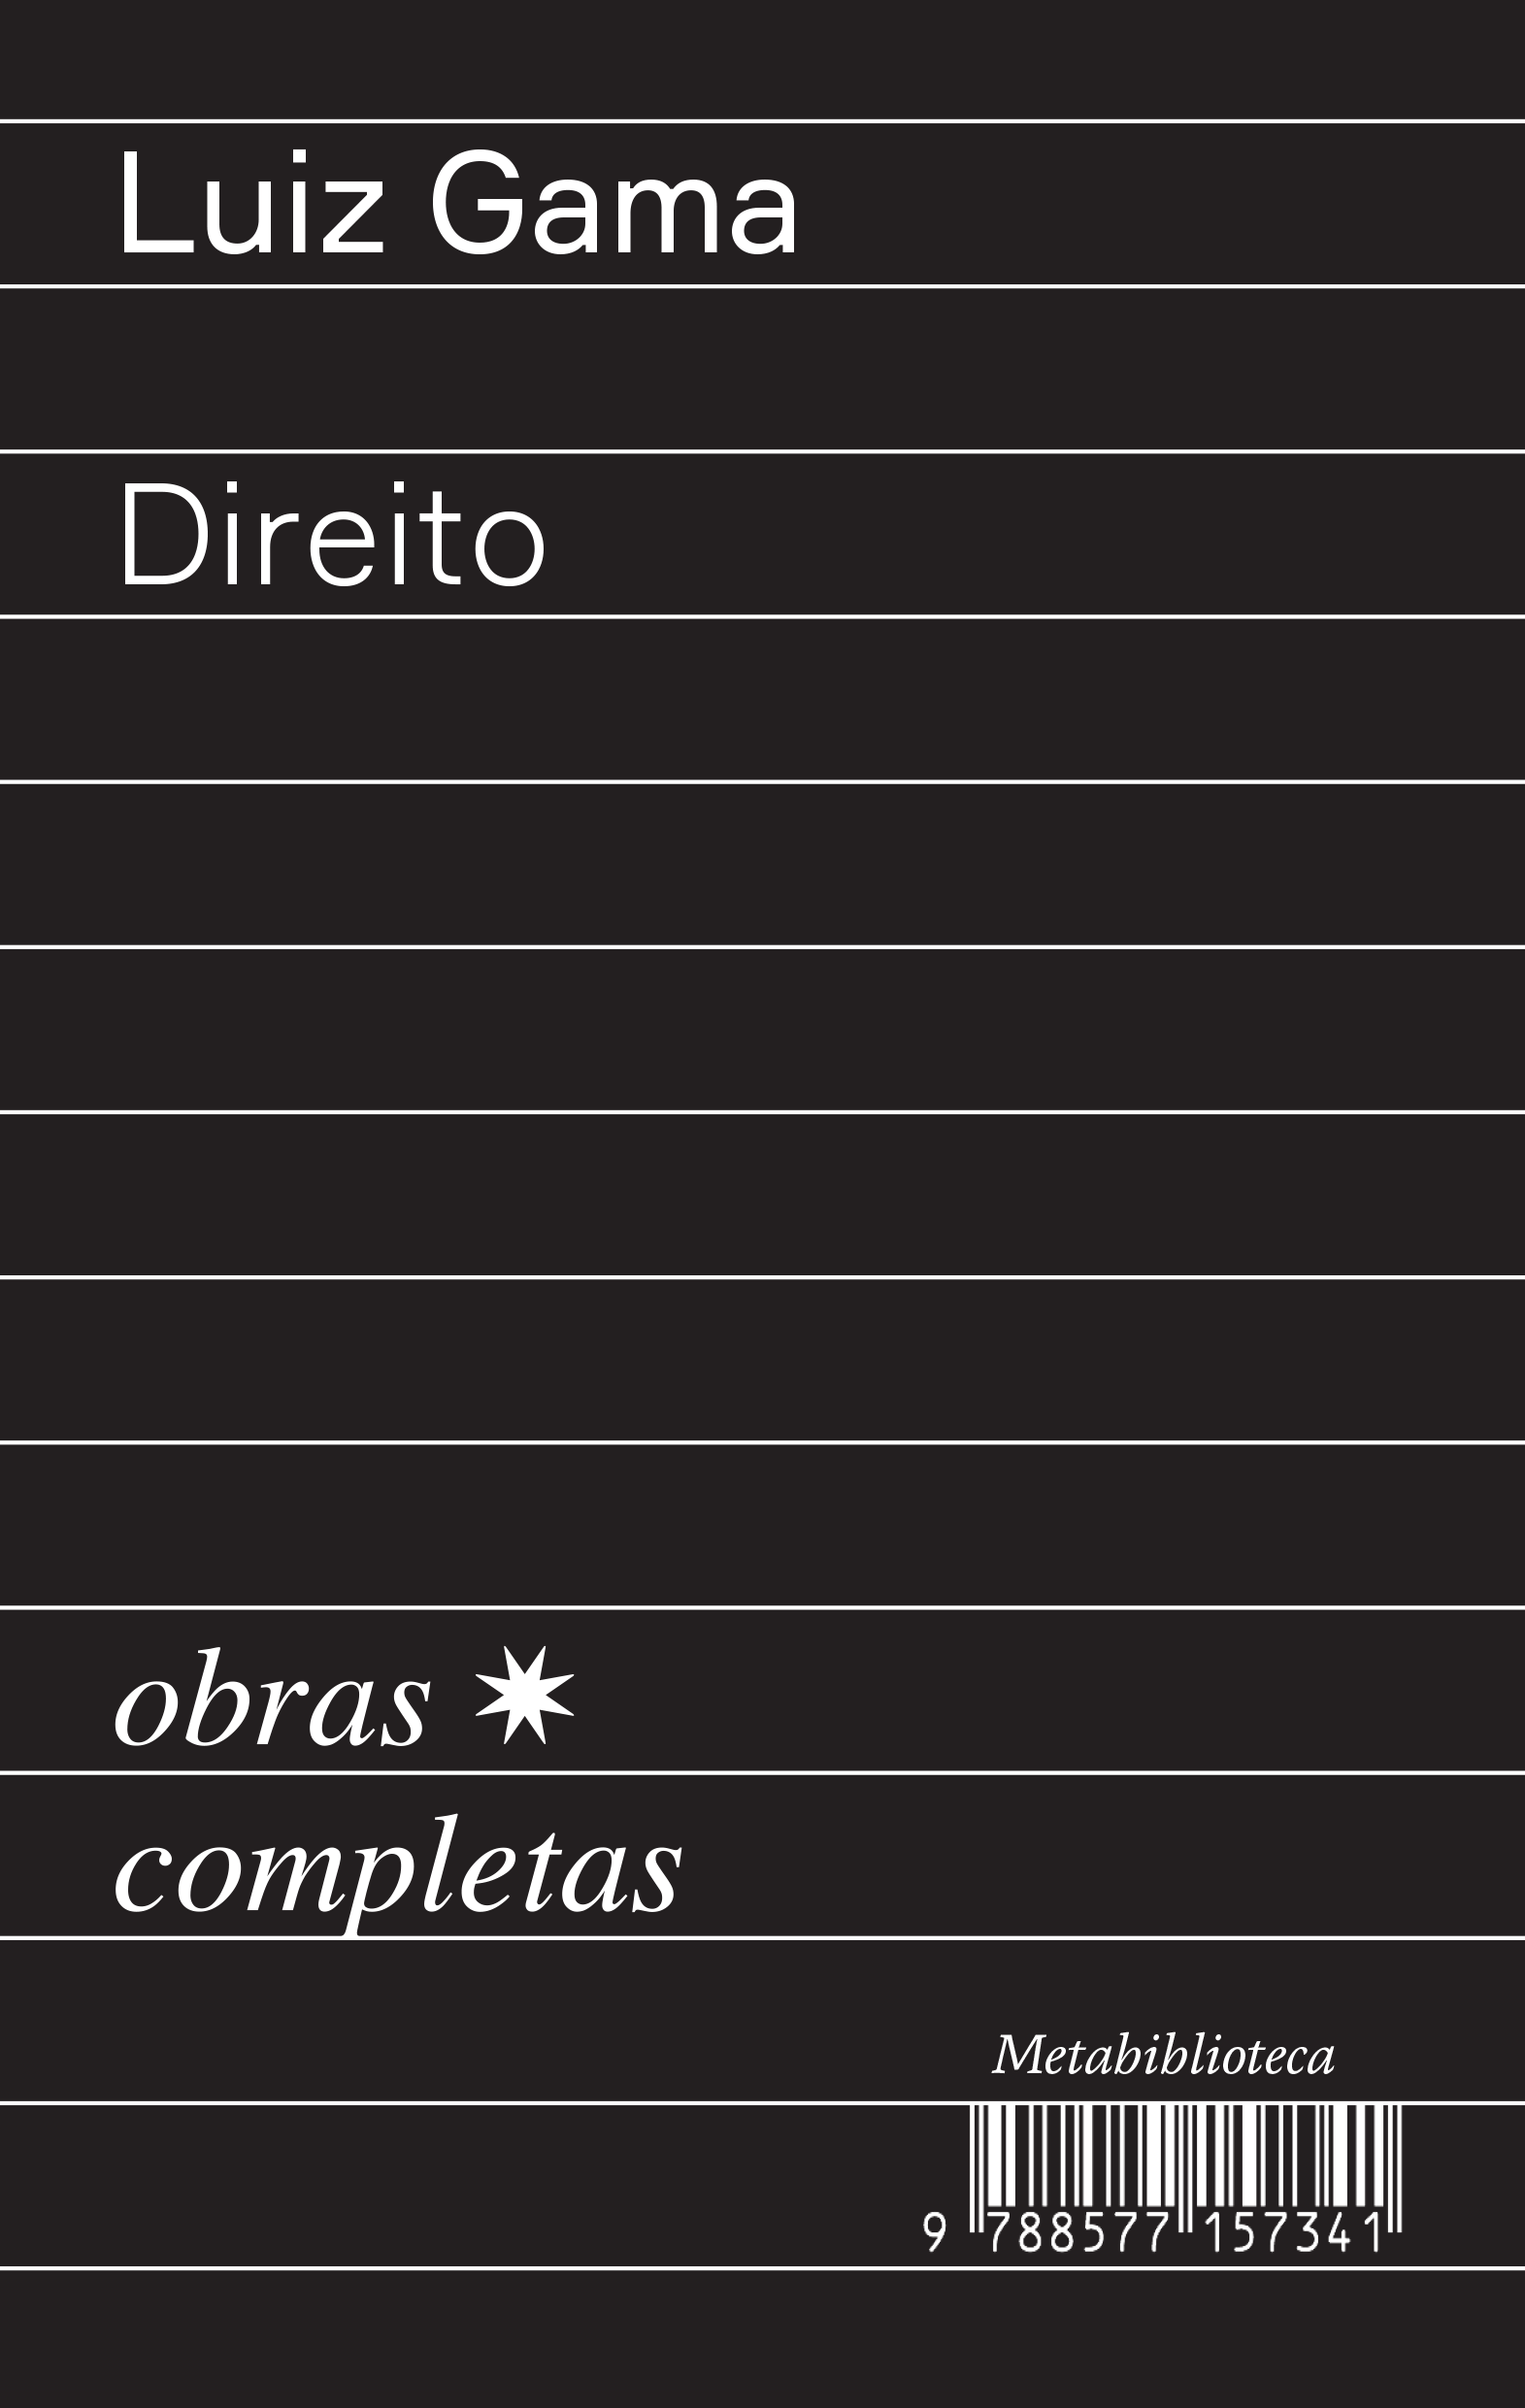 Luiz Gama
Direito
obras
completas
Metabiblioteca
9 788577 157341